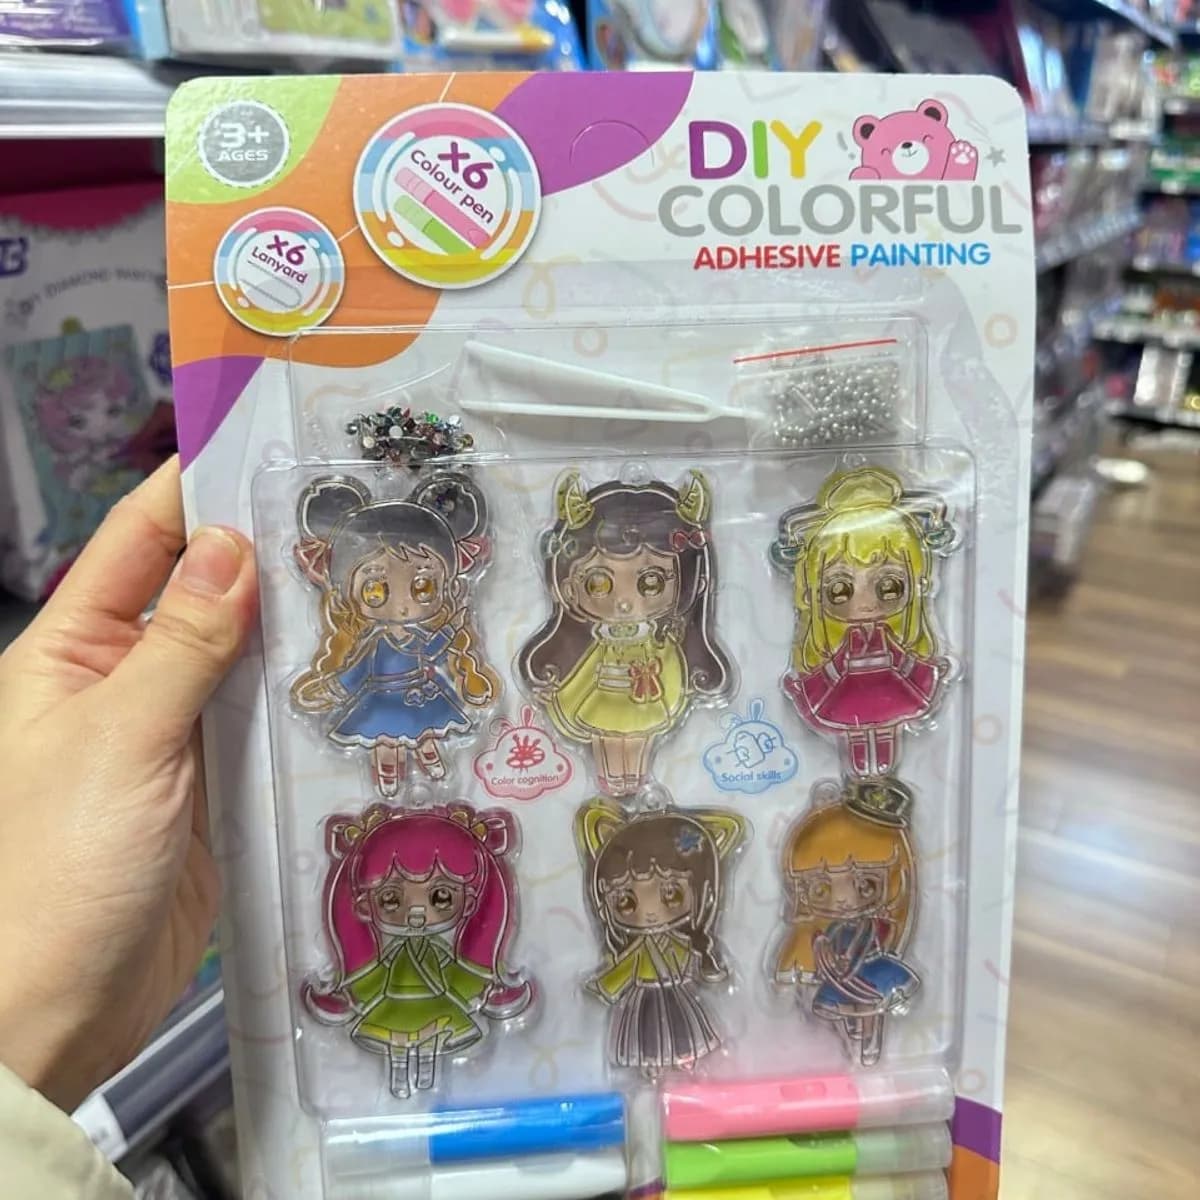 3+
AGES
X6
Colour pen
X6
Lanyard
DIY
COLORFUL
ADHESIVE PAINTING
Color cognition
Social skills